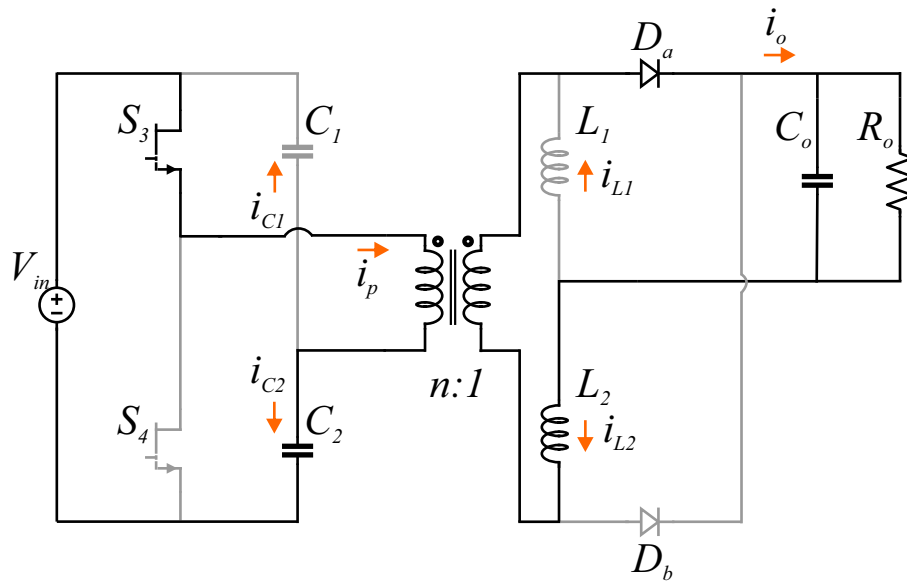 i_o
D_a
S_3
C_1
L_1
C_o
R_o
i_C1
i_L1
V_in
i_p
n:1
i_C2
L_2
S_4
C_2
i_L2
D_b